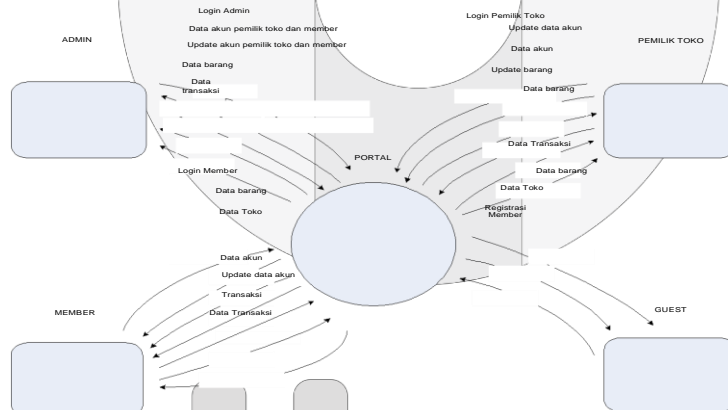 Login Admin
Login Pemilik Toko
Data akun pemilik toko dan member
Update data akun
ADMIN
PEMILIK TOKO
Update akun pemilik toko dan member
Data akun
Data barang
Update barang
Data
transaksi
Data barang
Data Transaksi
PORTAL
Login Member
Data barang
Data barang
Data Toko
Data Toko
Registrasi
Member
Data akun
Update data akun
Transaksi
MEMBER
Data Transaksi
GUEST